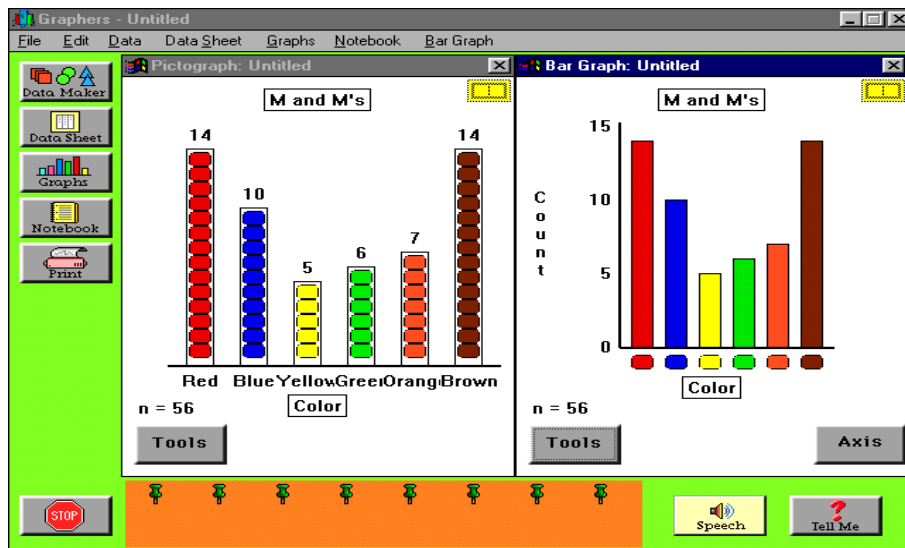 Graphers - Untitled
File Edit Data Data Sheet Graphs Notebook Bar Graph
Data Maker
Data Sheet
Graphs
Notebook
Print
STOP
Pictograph: Untitled
M and M's
14
10
5
6
7
14
Red Blue Yellow Green Orange Brown
Color
n = 56
Tools
Bar Graph: Untitled
M and M's
15
10
5
0
Count
Color
n = 56
Tools
Axis
Speech
Tell Me